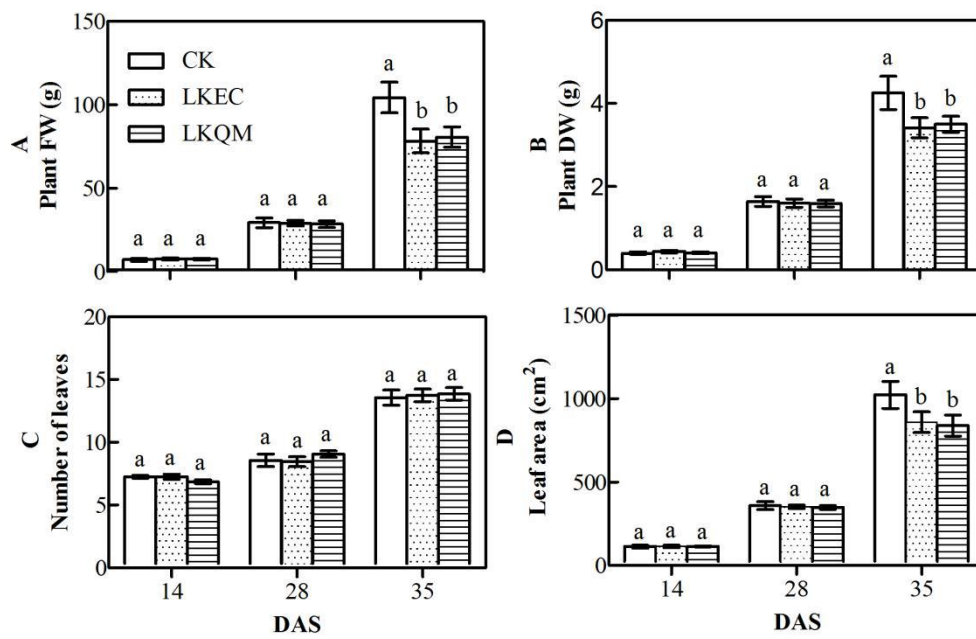 A
Plant FW (g)
150
100
50
0
CK
LKEC
LKQM
a a a
a a a
a b b
B
Plant DW (g)
6
4
2
0
a a a
a a a
a b b
C
Number of leaves
20
15
10
5
0
a a a
a a a
a a a
14 28 35
DAS
D
Leaf area (cm²)
1500
1000
500
0
a a a
a a a
a b b
14 28 35
DAS